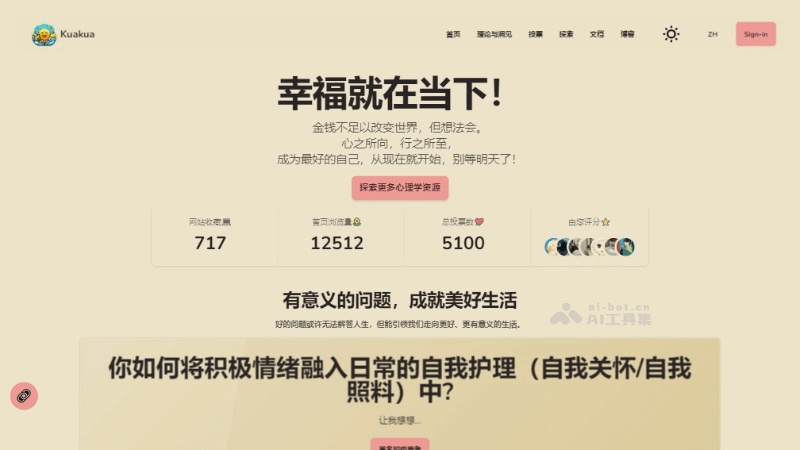 Kuakua
首页 理论与洞见 投票 探索 文档 博客 ZH Sign-in
幸福就在当下！
金钱不足以改变世界，但想法会。
心之所向，行之所至，
成为最好的自己，从现在就开始，别等明天了！
探索更多心理学资源
网站收藏 首页浏览量 总投票数 由您评分
717 12512 5100
有意义的问题，成就美好生活
好的问题或许无法解答人生，但能引领我们走向更好、更有意义的生活。
ai-bot.cn
AI工具集
你如何将积极情绪融入日常的自我护理（自我关怀/自我
照料）中？
让我想想...